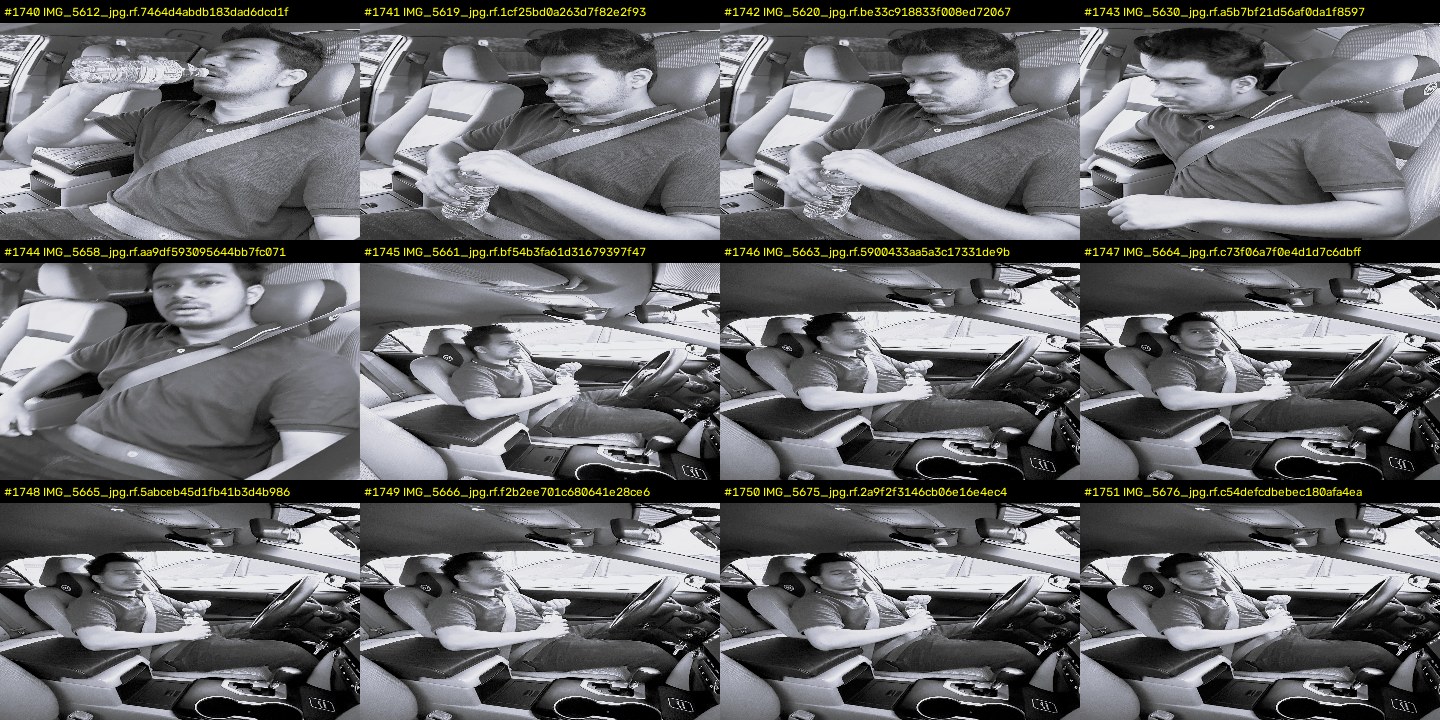 #1740 IMG_5612_jpg.rf.7464d4abdb183dad6dcd1f
#1741 IMG_5619_jpg.rf.1cf25bd0a263d7f82e2f93
#1742 IMG_5620_jpg.rf.be33c918833f008ed72067
#1743 IMG_5630_jpg.rf.a5b7bf21d56af0da1f8597
#1744 IMG_5658_jpg.rf.aa9df593095644bb7fc071
#1745 IMG_5661_jpg.rf.bf54b3fa61d31679397f47
#1746 IMG_5663_jpg.rf.5900433aa5a3c17331de9b
#1747 IMG_5664_jpg.rf.c73f06a7f0e4d1d7c6dbff
#1748 IMG_5665_jpg.rf.5abceb45d1fb41b3d4b986
#1749 IMG_5666_jpg.rf.f2b2ee701c680641e28ce6
#1750 IMG_5675_jpg.rf.2a9f2f3146cb06e16e4ec4
#1751 IMG_5676_jpg.rf.c54defcdbebec180afa4ea